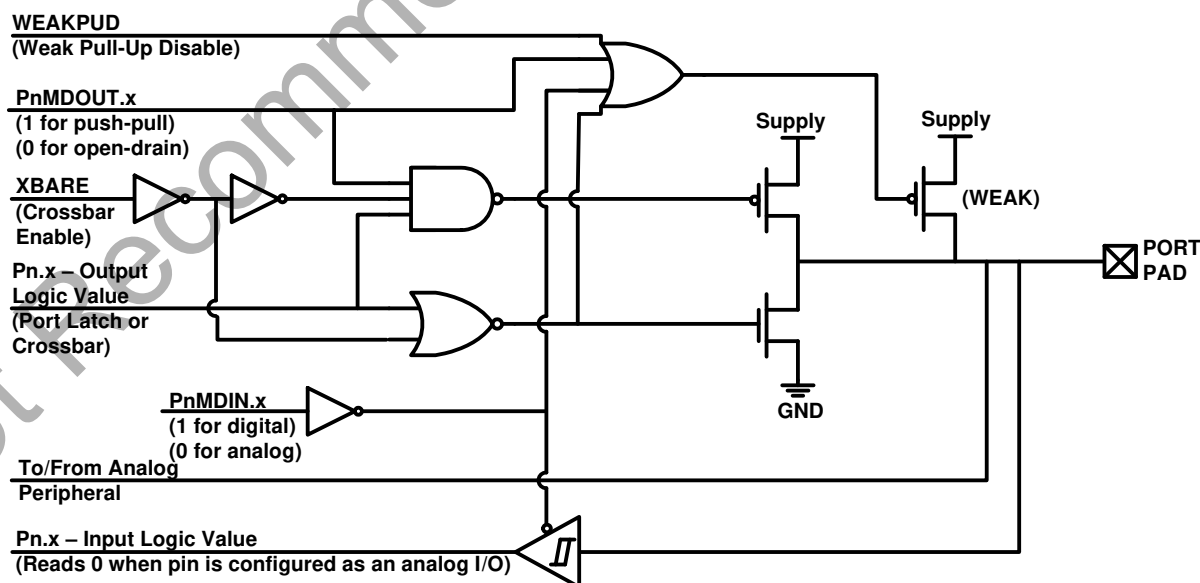 WEAKPUD
(Weak Pull-Up Disable)
PnMDOUT.x
(1 for push-pull)
(0 for open-drain)
XBARE
(Crossbar
Enable)
Pn.x – Output
Logic Value
(Port Latch or
Crossbar)
PnMDIN.x
(1 for digital)
(0 for analog)
To/From Analog
Peripheral
Pn.x – Input Logic Value
(Reads 0 when pin is configured as an analog I/O)
Supply
Supply
(WEAK)
GND
PORT
PAD